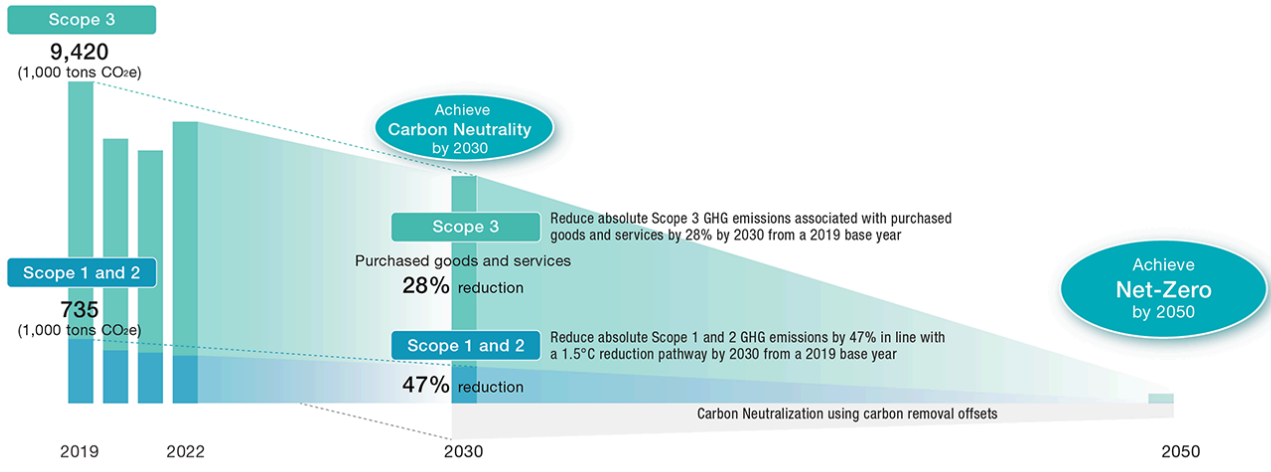 Scope 3
9,420
(1,000 tons CO2e)
Achieve
Carbon Neutrality
by 2030
Scope 3
Reduce absolute Scope 3 GHG emissions associated with purchased
goods and services by 28% by 2030 from a 2019 base year
Purchased goods and services
28% reduction
Scope 1 and 2
735
(1,000 tons CO2e)
Achieve
Net-Zero
by 2050
Scope 1 and 2
Reduce absolute Scope 1 and 2 GHG emissions by 47% in line with
a 1.5°C reduction pathway by 2030 from a 2019 base year
47% reduction
Carbon Neutralization using carbon removal offsets
2019
2022
2030
2050